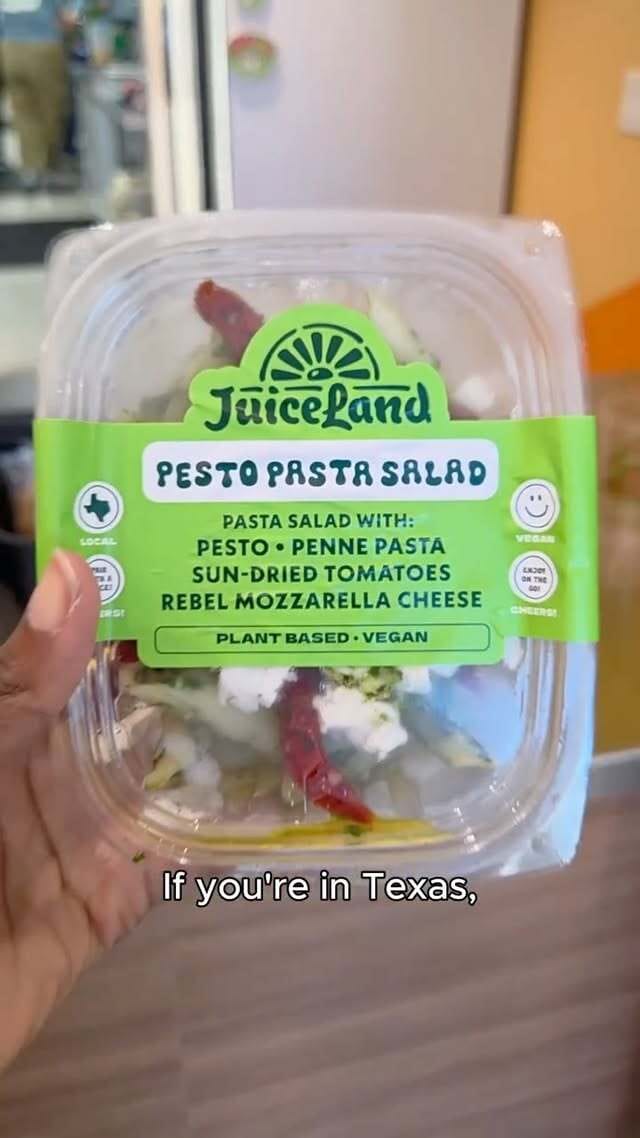 JuiceLand
PESTO PASTA SALAD
PASTA SALAD WITH:
PESTO • PENNE PASTA
SUN-DRIED TOMATOES
REBEL MOZZARELLA CHEESE
PLANT BASED • VEGAN
LOCAL
VEGAN
ENJOY
ON THE
GO!
CHEERS!
If you're in Texas,